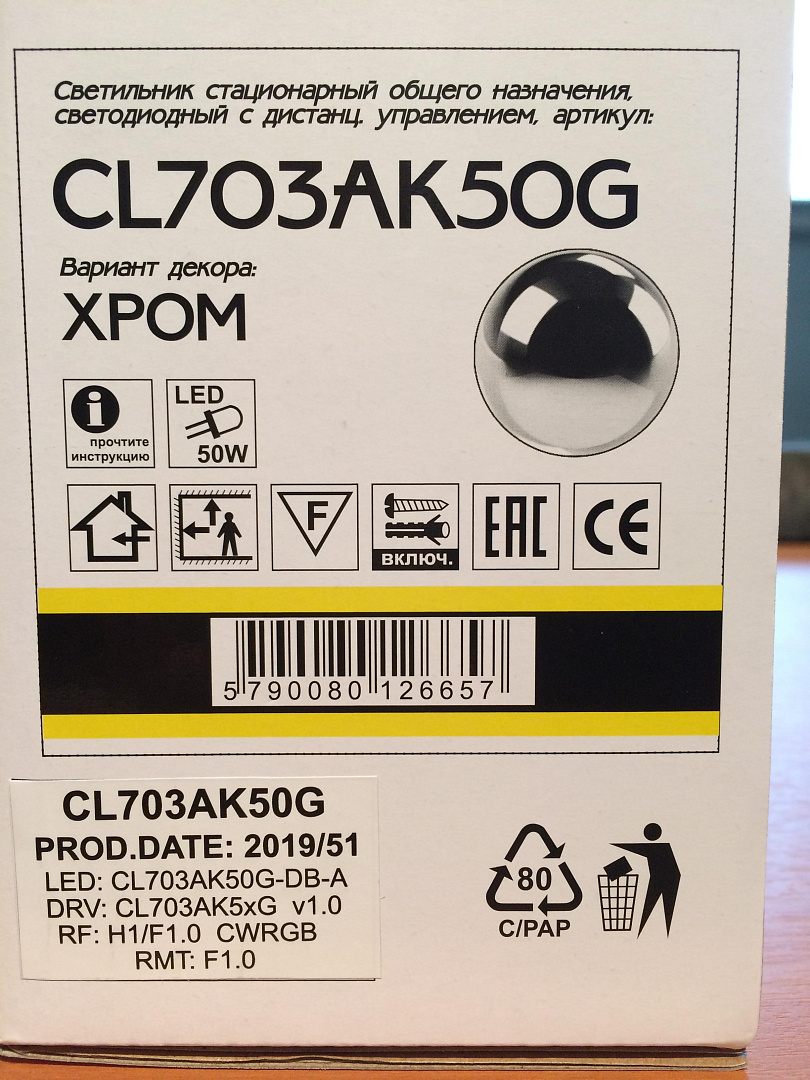 Светильник стационарный общего назначения,
светодиодный с дистанц. управлением, артикул:
CL703AK50G
Вариант декора:
ХРОМ
i
прочтите
инструкцию
LED
50W
F
включ.
EAC
CE
5 790080 126657
CL703AK50G
PROD.DATE: 2019/51
LED: CL703AK50G-DB-A
DRV: CL703AK5xG v1.0
RF: H1/F1.0 CWRGB
RMT: F1.0
80
C/PAP